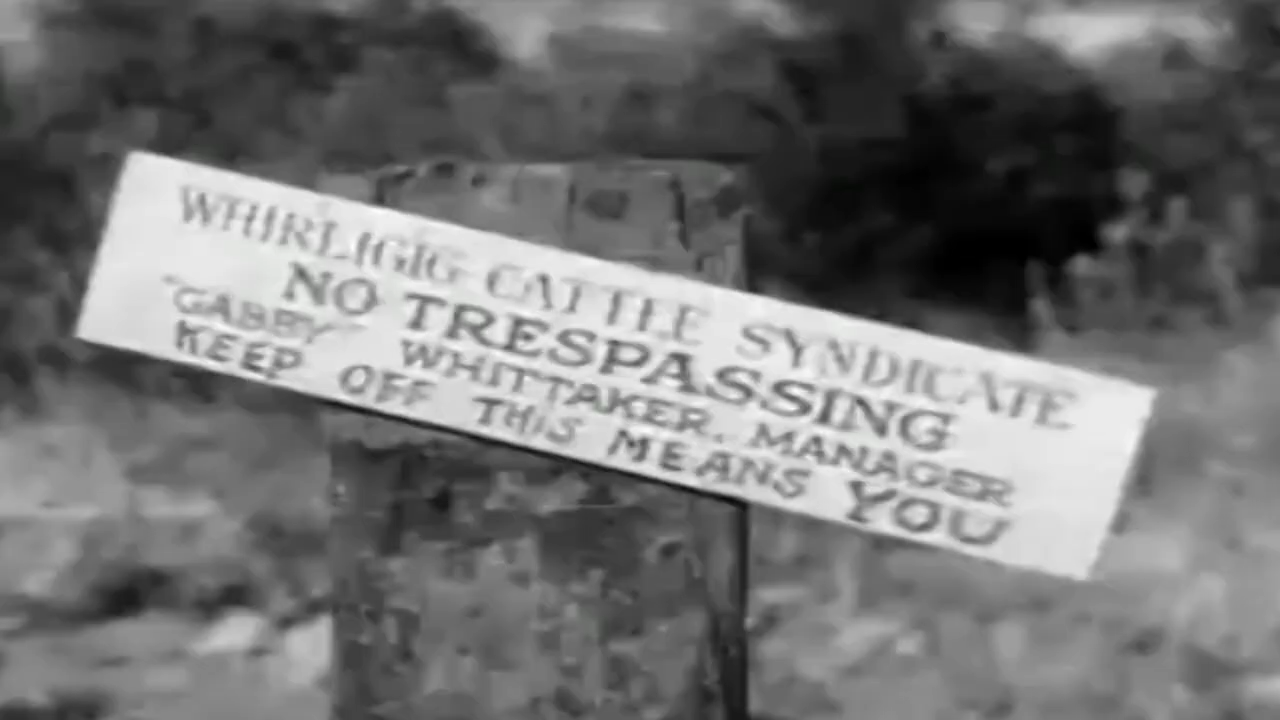 WHIRLIGIG CATTLE SYNDICATE
NO TRESPASSING
"GABBY" WHITTAKER, MANAGER
KEEP OFF THIS MEANS YOU